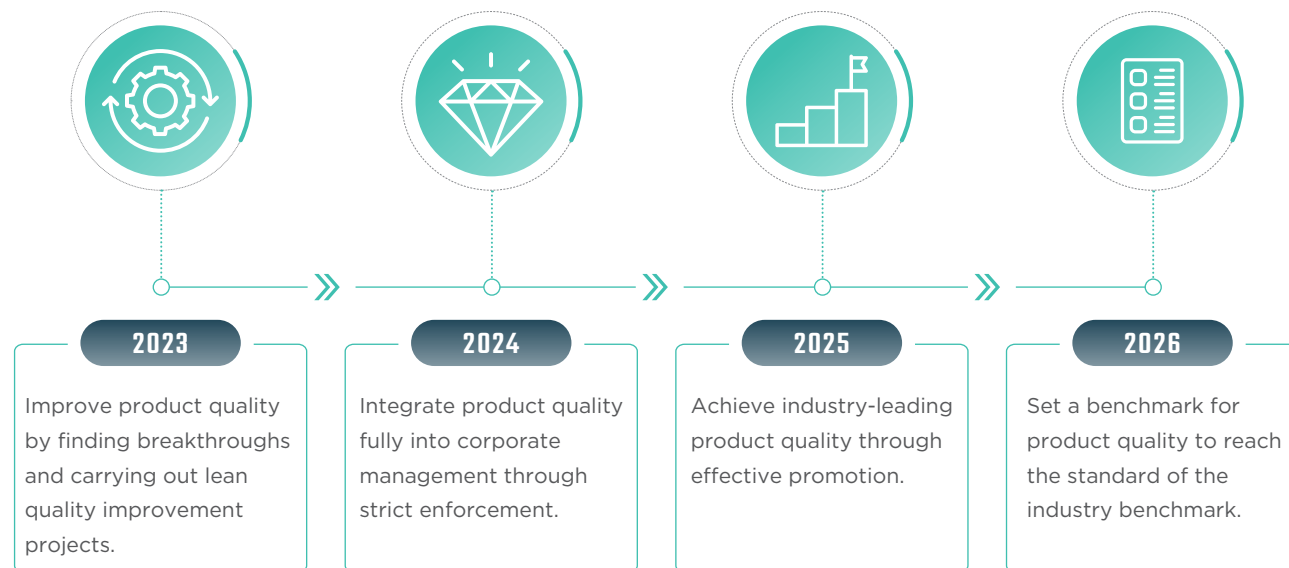 2023
Improve product quality
by finding breakthroughs
and carrying out lean
quality improvement
projects.
2024
Integrate product quality
fully into corporate
management through
strict enforcement.
2025
Achieve industry-leading
product quality through
effective promotion.
2026
Set a benchmark for
product quality to reach
the standard of the
industry benchmark.